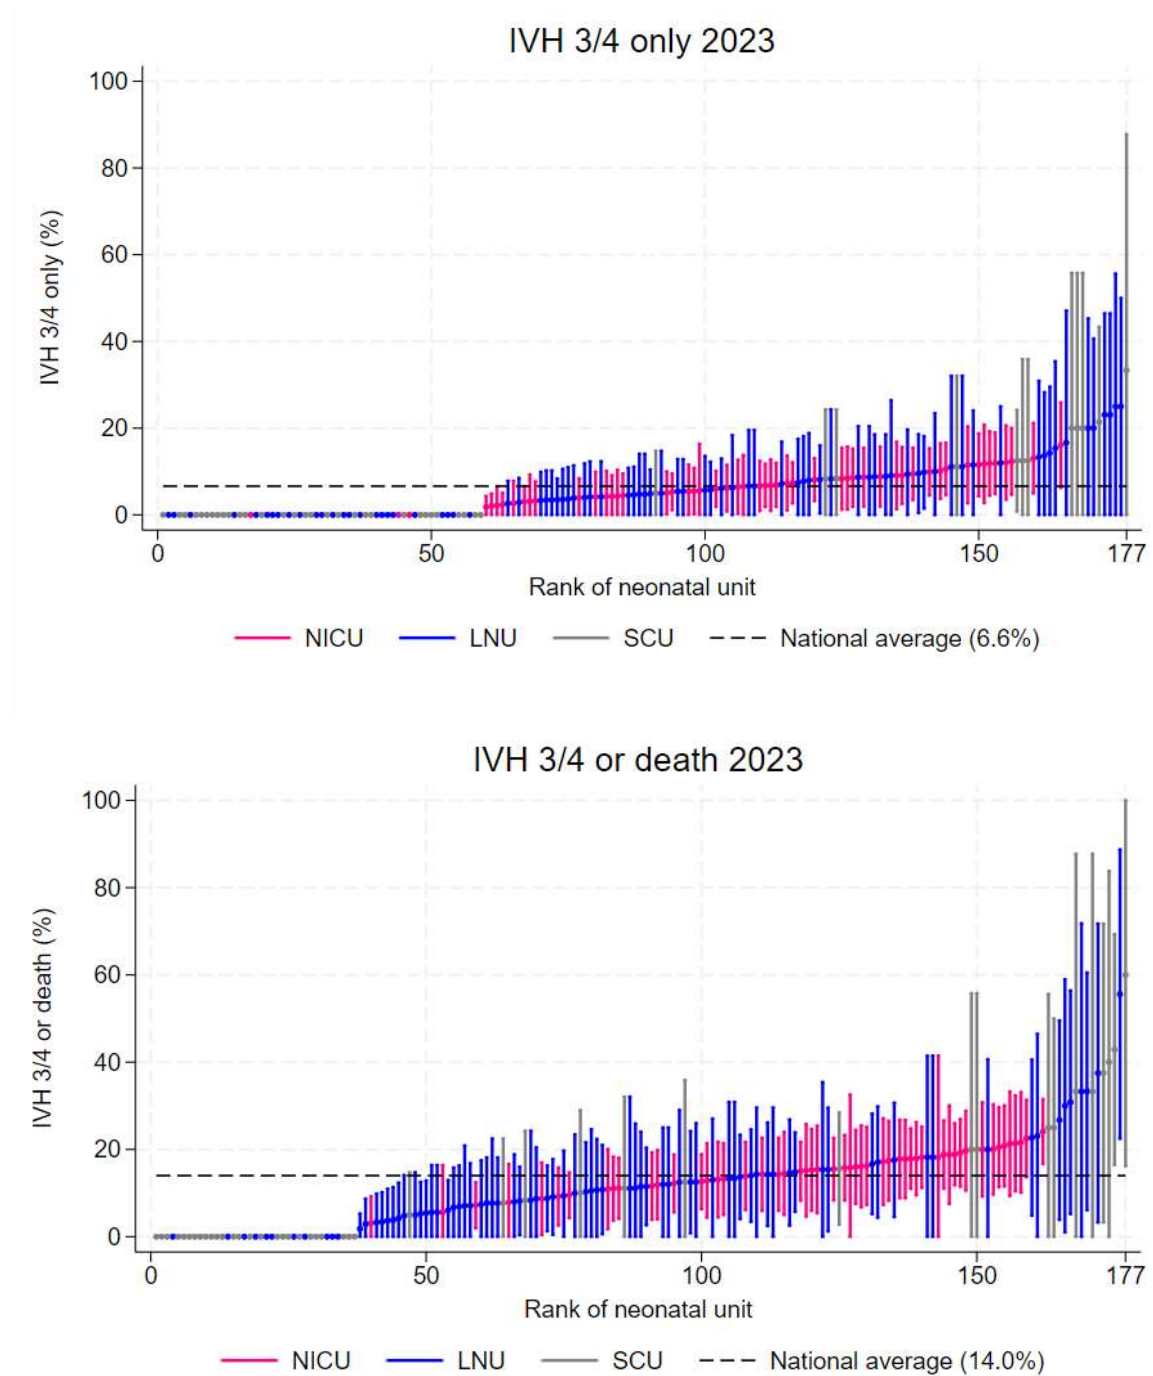 IVH 3/4 only 2023
100
80
60
40
20
0
IVH 3/4 only (%)
0 50 100 150 177
Rank of neonatal unit
NICU LNU SCU National average (6.6%)
IVH 3/4 or death 2023
100
80
60
40
20
0
IVH 3/4 or death (%)
0 50 100 150 177
Rank of neonatal unit
NICU LNU SCU National average (14.0%)